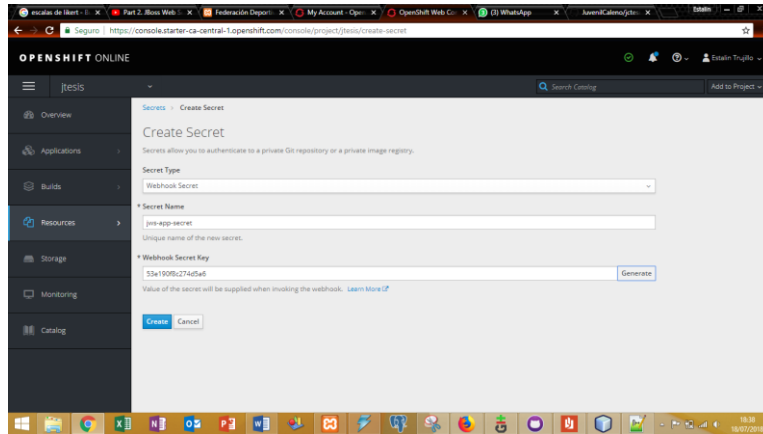 escalas de likert - B
Part 2. JBoss Web S
Federación Deporti
My Account - Open
OpenShift Web Con
(3) WhatsApp
JuvenilCaleno/jctes
Estalin
Seguro | https://console.starter-ca-central-1.openshift.com/console/project/jtesis/create-secret
OPENSHIFT ONLINE
Estalin Trujillo
jtesis
Search Catalog
Add to Project
Overview
Applications
Builds
Resources
Storage
Monitoring
Catalog
Secrets > Create Secret
Create Secret
Secrets allow you to authenticate to a private Git repository or a private image registry.
Secret Type
Webhook Secret
* Secret Name
jws-app-secret
Unique name of the new secret.
* Webhook Secret Key
53e190f8c274d5a6
Generate
Value of the secret will be supplied when invoking the webhook. Learn More
Create
Cancel
18:38
18/07/2018